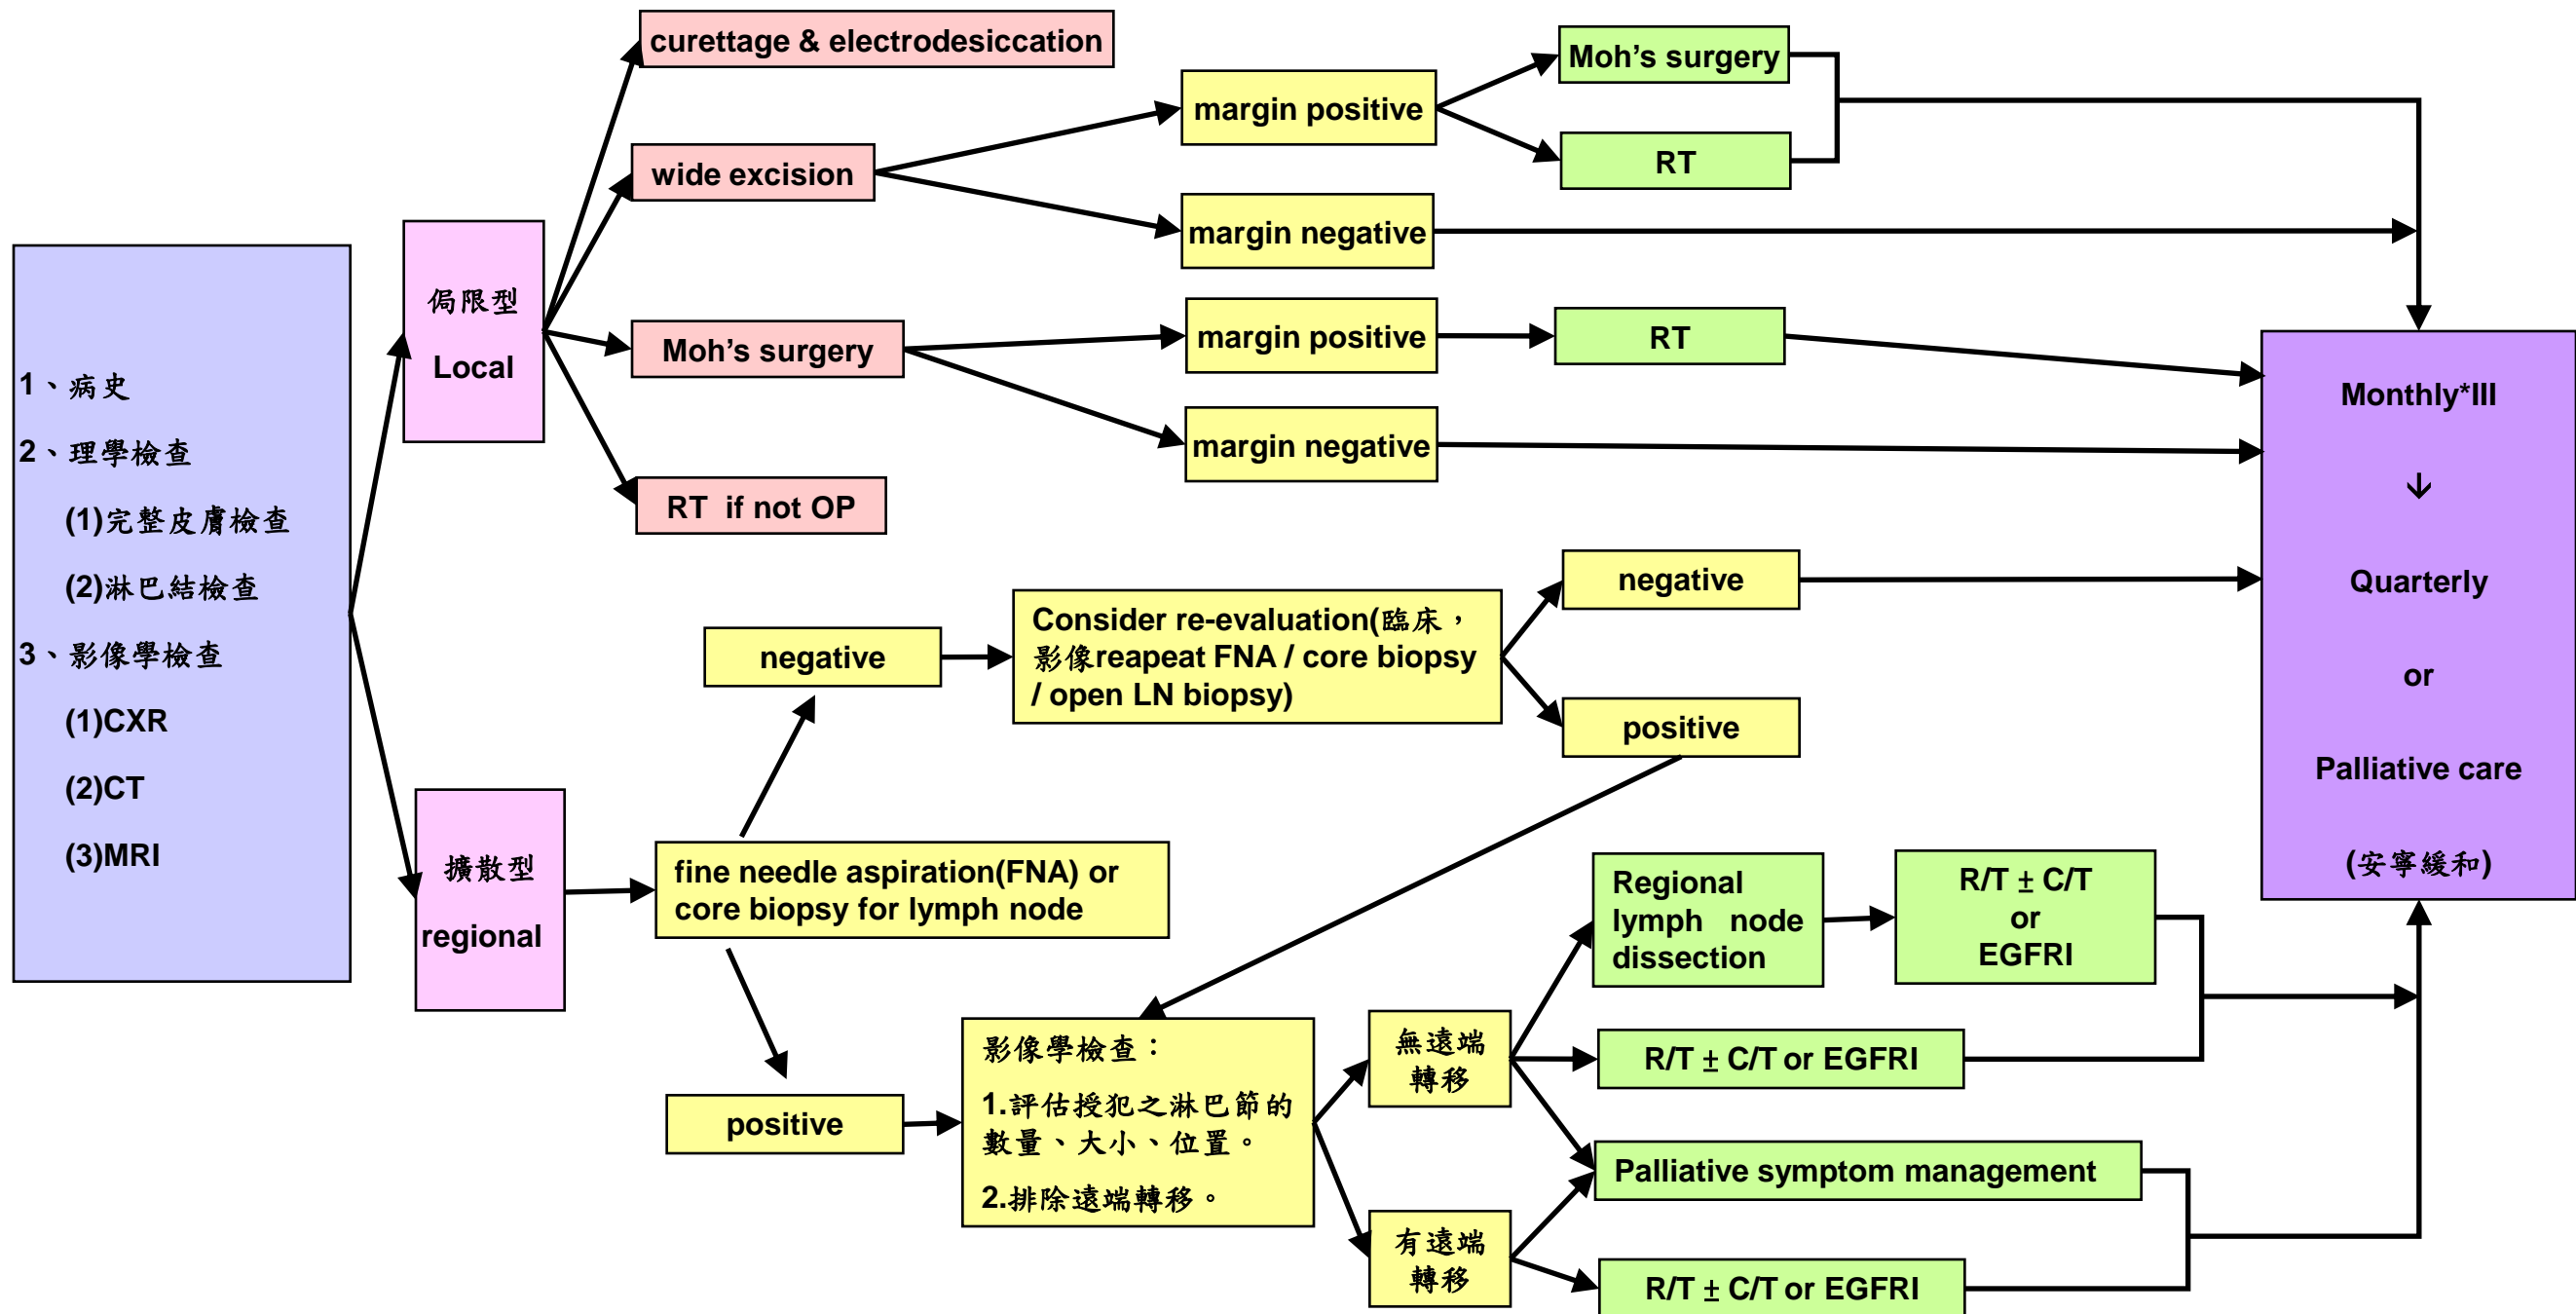 1、病史
2、理學檢查
(1)完整皮膚檢查
(2)淋巴結檢查
3、影像學檢查
(1)CXR
(2)CT
(3)MRI
侷限型
Local
擴散型
regional
curettage & electrodesiccation
wide excision
Moh’s surgery
RT if not OP
margin positive
margin negative
margin positive
margin negative
Moh’s surgery
RT
RT
fine needle aspiration(FNA) or
core biopsy for lymph node
negative
Consider re-evaluation(臨床，
影像reapeat FNA / core biopsy
/ open LN biopsy)
negative
positive
positive
影像學檢查：
1.評估授犯之淋巴節的
數量、大小、位置。
2.排除遠端轉移。
無遠端
轉移
有遠端
轉移
Regional
lymph node
dissection
R/T ± C/T
or
EGFRI
R/T ± C/T or EGFRI
Palliative symptom management
R/T ± C/T or EGFRI
Monthly*III
↓
Quarterly
or
Palliative care
(安寧緩和)